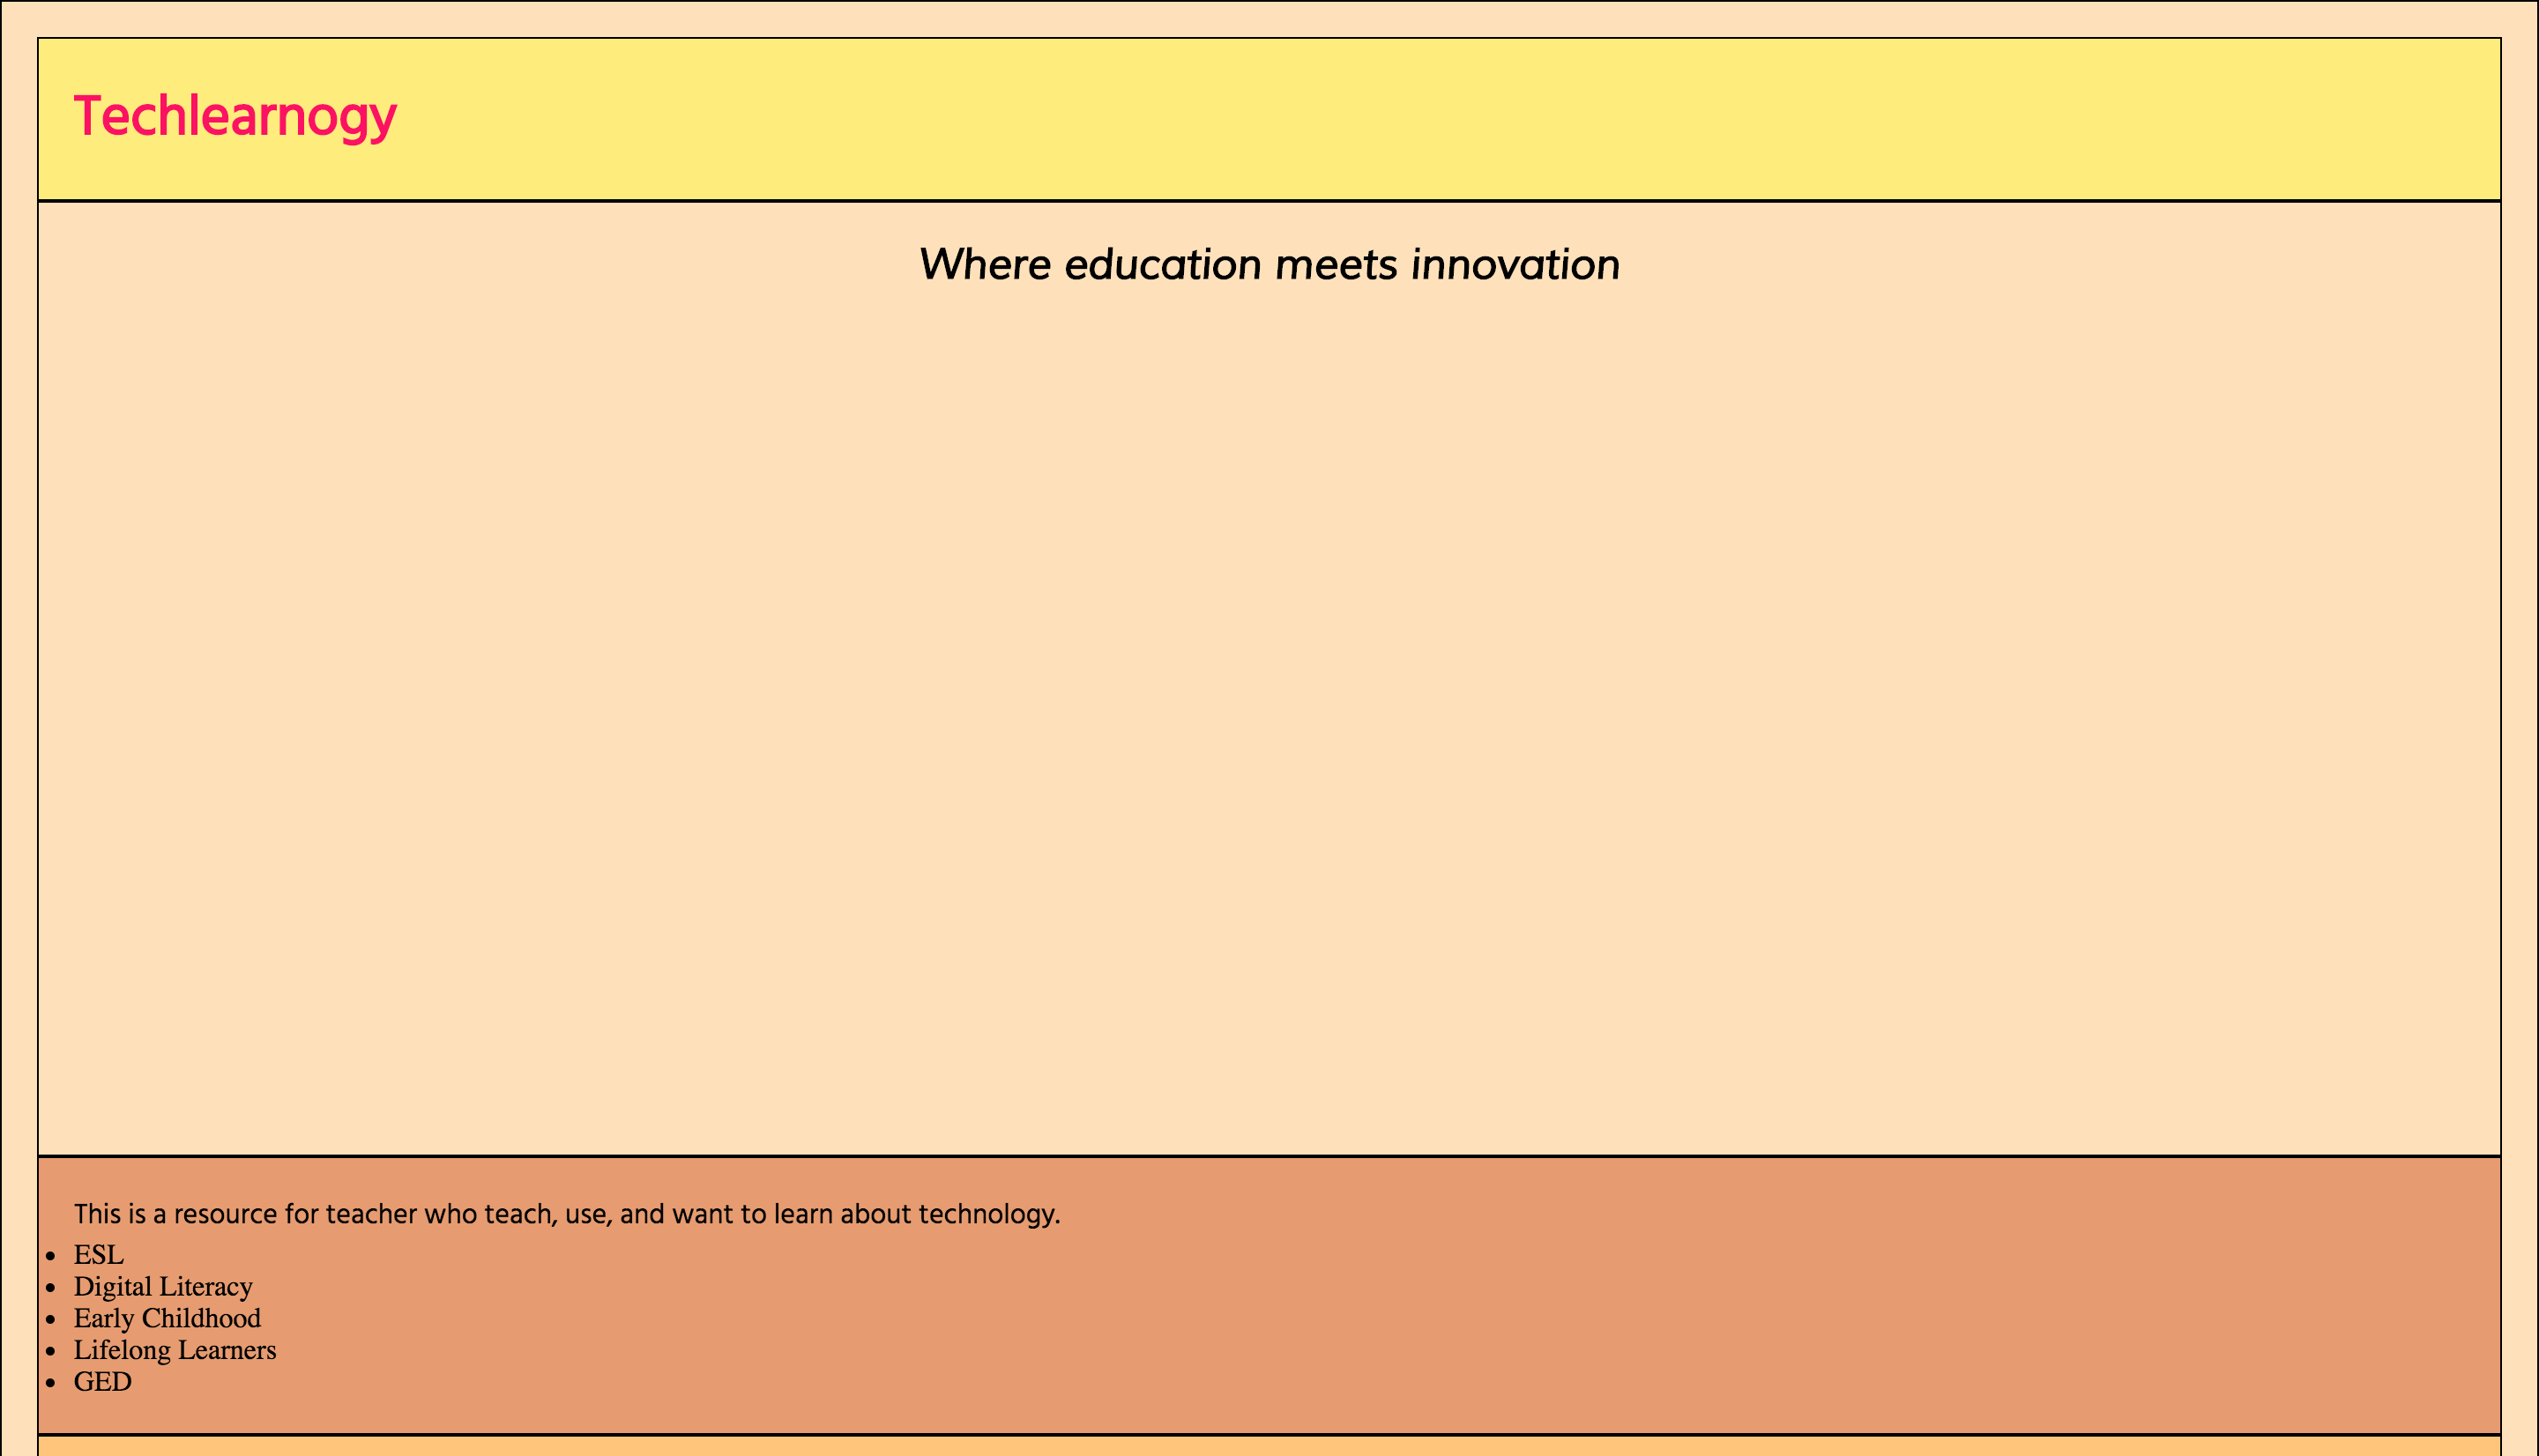 Techlearnogy
Where education meets innovation
This is a resource for teacher who teach, use, and want to learn about technology.
ESL
Digital Literacy
Early Childhood
Lifelong Learners
GED